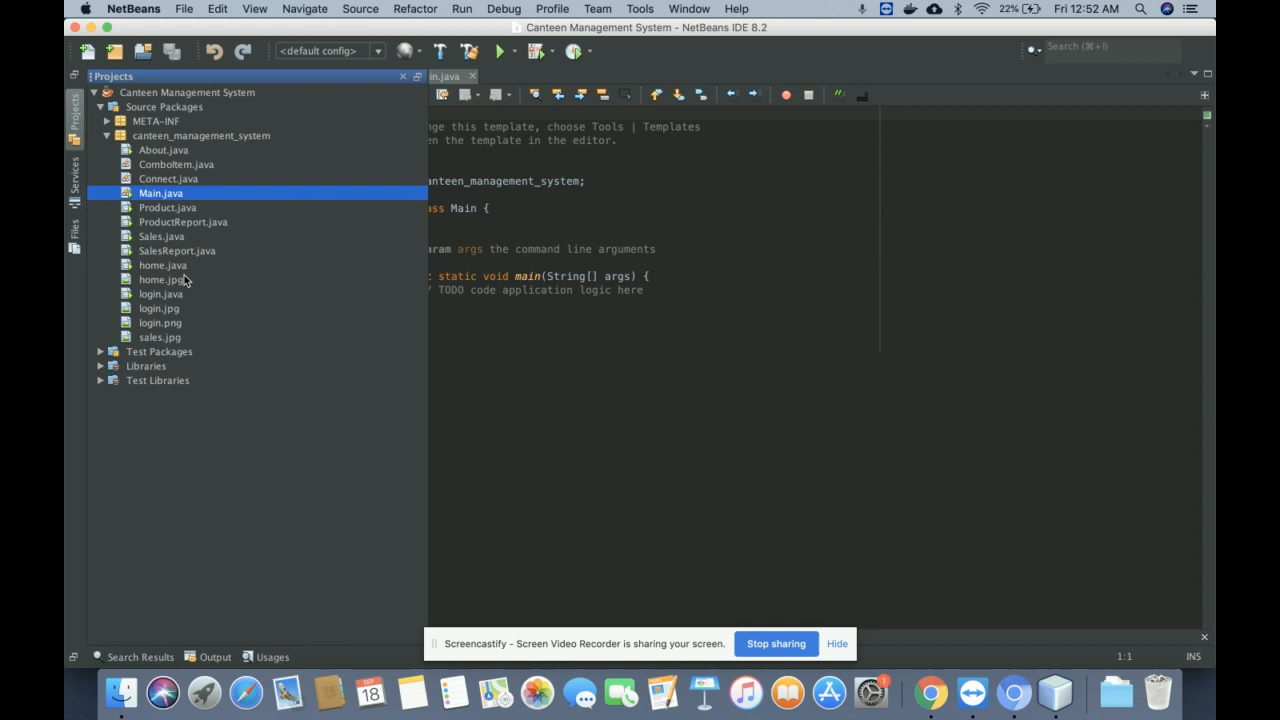 NetBeans File Edit View Navigate Source Refactor Run Debug Profile Team Tools Window Help 22% Fri 12:52 AM
Canteen Management System - NetBeans IDE 8.2
<default config> Search (⌘+I)
Projects in.java
Projects
Services
Files
Canteen Management System
Source Packages
META-INF
canteen_management_system
About.java
ComboItem.java
Connect.java
Main.java
Product.java
ProductReport.java
Sales.java
SalesReport.java
home.java
home.jpg
login.java
login.jpg
login.png
sales.jpg
Test Packages
Libraries
Test Libraries
nge this template, choose Tools | Templates
en the template in the editor.
anteen_management_system;
ss Main {
ram args the command line arguments
c static void main(String[] args) {
/ TODO code application logic here
Screencastify - Screen Video Recorder is sharing your screen. Stop sharing Hide
Search Results Output Usages 1:1 INS
SEP
18
1